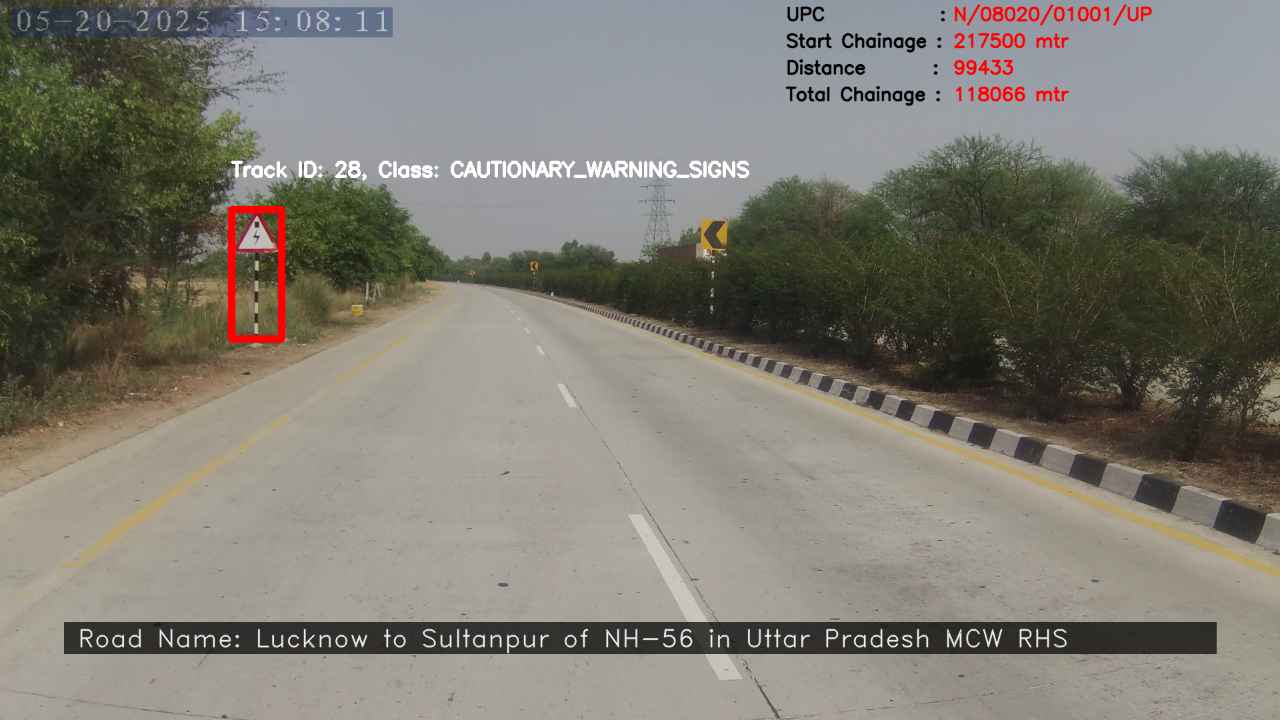 05-20-2025 15:08:11
UPC : N/08020/01001/UP
Start Chainage : 217500 mtr
Distance : 99433
Total Chainage : 118066 mtr
Track ID: 28, Class: CAUTIONARY_WARNING_SIGNS
Road Name: Lucknow to Sultanpur of NH-56 in Uttar Pradesh MCW RHS